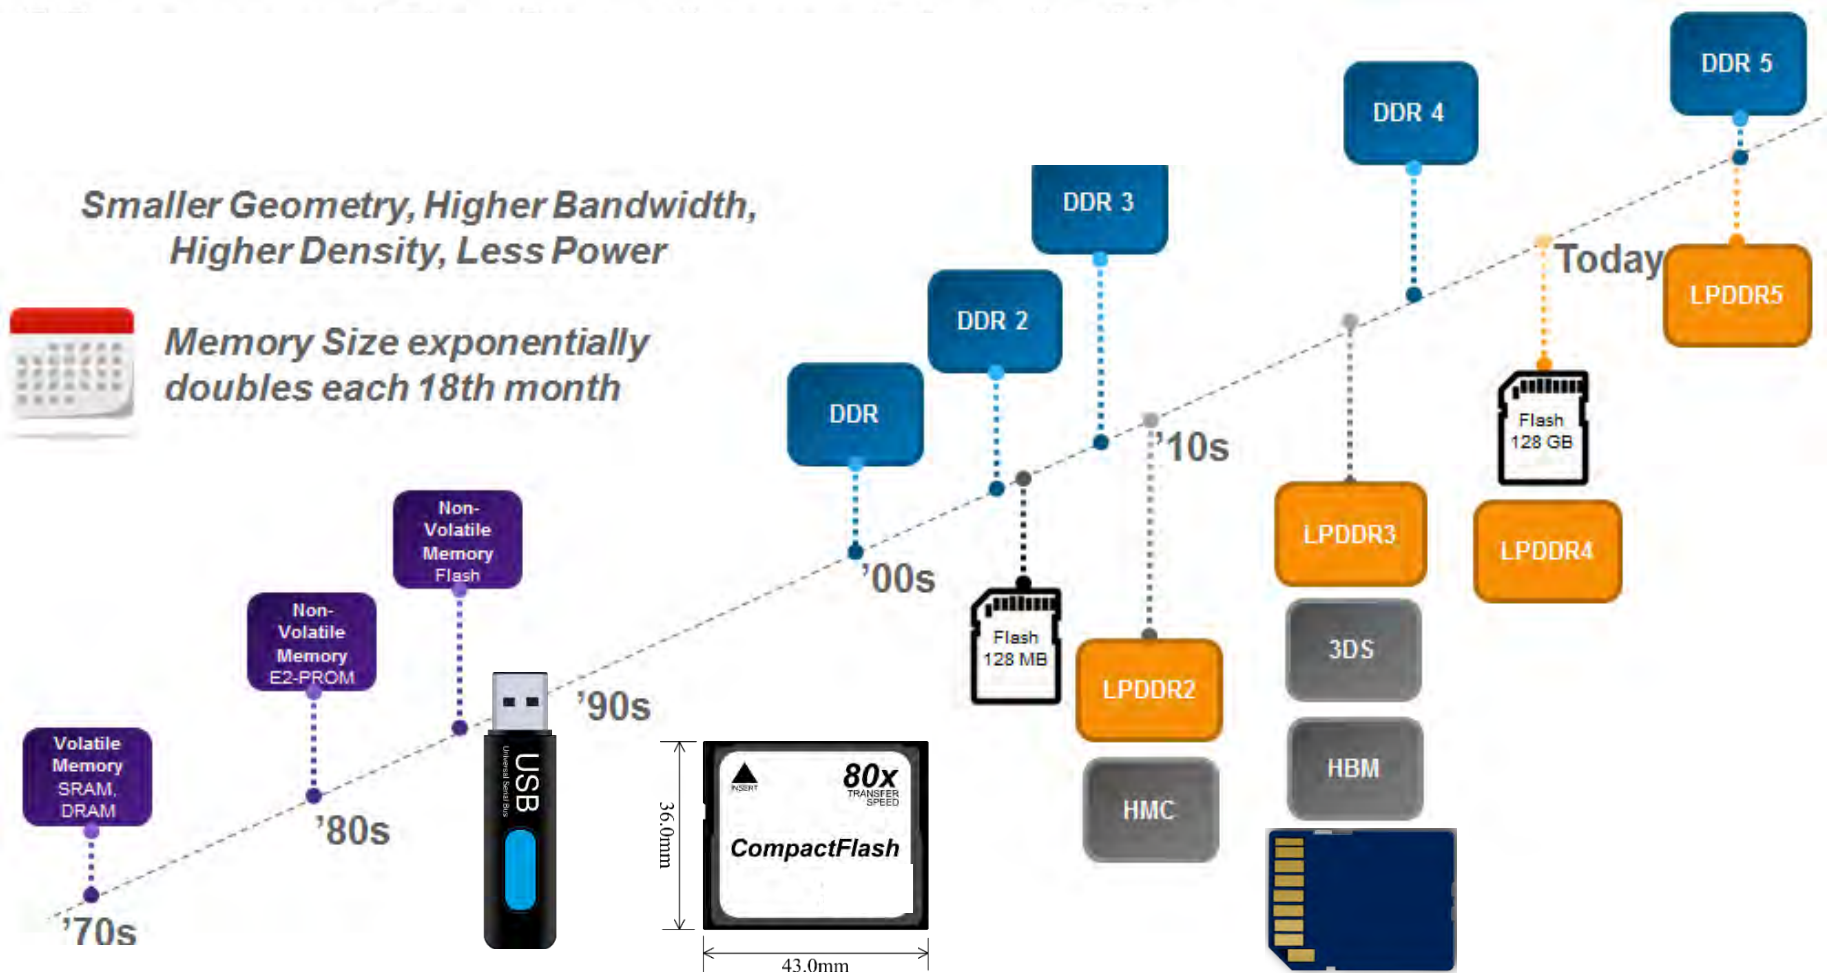 Smaller Geometry, Higher Bandwidth,
Higher Density, Less Power
Memory Size exponentially
doubles each 18th month
Volatile
Memory
SRAM,
DRAM
'70s
Non-
Volatile
Memory
E2-PROM
'80s
Non-
Volatile
Memory
Flash
'90s
USB
Universal Serial Bus
INSERT
80x
TRANSFER
SPEED
CompactFlash
36.0mm
43.0mm
DDR
'00s
DDR 2
Flash
128 MB
DDR 3
'10s
LPDDR2
HMC
DDR 4
LPDDR3
3DS
HBM
Today
Flash
128 GB
LPDDR4
DDR 5
LPDDR5